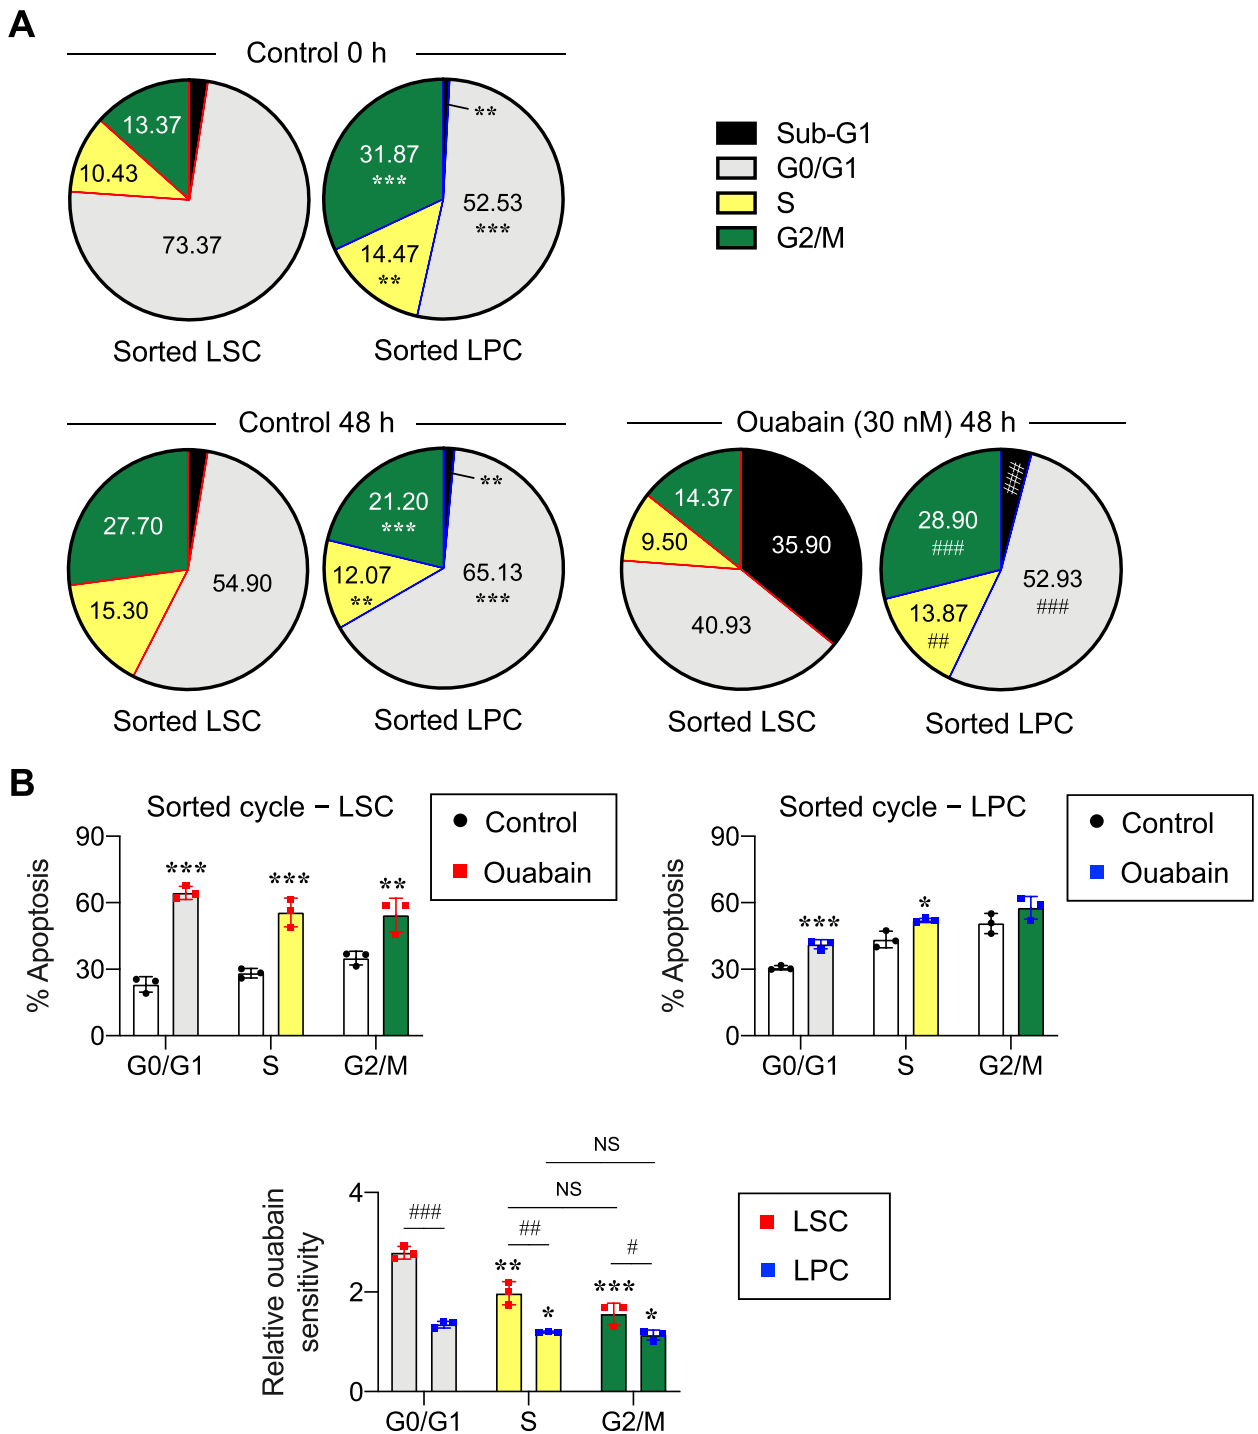 A
Control 0 h
13.37
10.43
73.37
Sorted LSC
**
31.87
***
52.53
***
14.47
**
Sorted LPC
Sub-G1
G0/G1
S
G2/M
Control 48 h
27.70
54.90
15.30
Sorted LSC
**
21.20
***
12.07
**
65.13
***
Sorted LPC
Ouabain (30 nM) 48 h
14.37
35.90
9.50
40.93
Sorted LSC
###
28.90
###
52.93
###
13.87
##
Sorted LPC
B
Sorted cycle – LSC
Control
Ouabain
% Apoptosis
90
60
30
0
***
***
**
G0/G1 S G2/M
Sorted cycle – LPC
Control
Ouabain
% Apoptosis
90
60
30
0
***
*
G0/G1 S G2/M
Relative ouabain
sensitivity
4
2
0
NS
NS
###
##
#
**
*
***
*
G0/G1 S G2/M
LSC
LPC